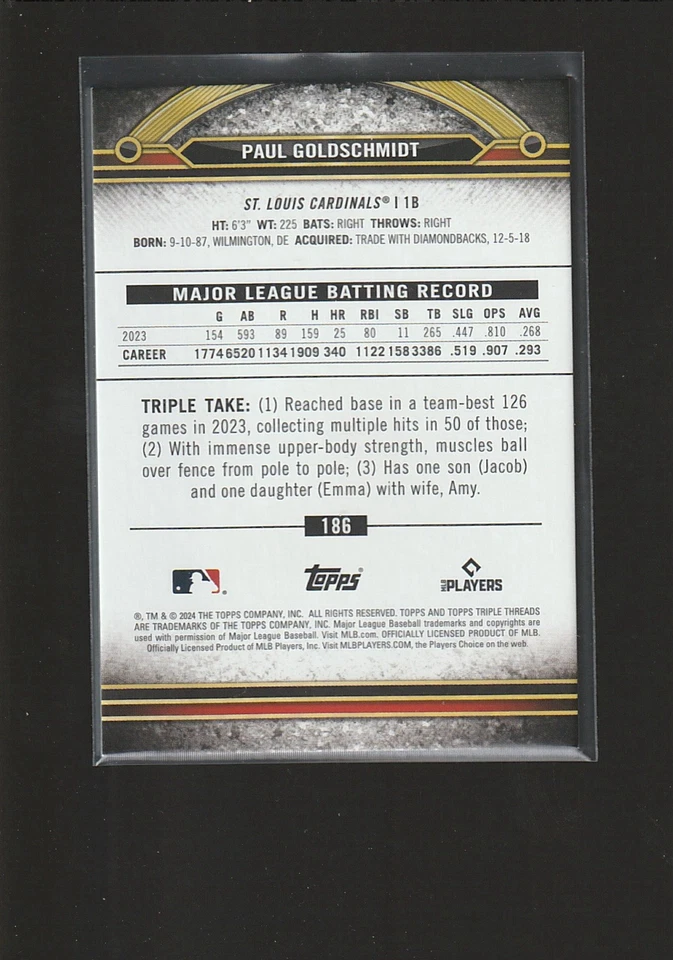 PAUL GOLDSCHMIDT
ST. LOUIS CARDINALS® | 1B
HT: 6'3" WT: 225 BATS: RIGHT THROWS: RIGHT
BORN: 9-10-87, WILMINGTON, DE ACQUIRED: TRADE WITH DIAMONDBACKS, 12-5-18
MAJOR LEAGUE BATTING RECORD
G AB R H HR RBI SB TB SLG OPS AVG
2023 154 593 89 159 25 80 11 265 .447 .810 .268
CAREER 1774 6520 1134 1909 340 1122 158 3386 .519 .907 .293
TRIPLE TAKE: (1) Reached base in a team-best 126
games in 2023, collecting multiple hits in 50 of those;
(2) With immense upper-body strength, muscles ball
over fence from pole to pole; (3) Has one son (Jacob)
and one daughter (Emma) with wife, Amy.
186
® Topps® MLB PLAYERS
®, TM & © 2024 THE TOPPS COMPANY, INC. ALL RIGHTS RESERVED. TOPPS AND TOPPS TRIPLE THREADS
ARE TRADEMARKS OF THE TOPPS COMPANY, INC. Major League Baseball trademarks and copyrights are
used with permission of Major League Baseball. Visit MLB.com. OFFICIALLY LICENSED PRODUCT OF MLB.
Officially Licensed Product of MLB Players, Inc. Visit MLBPLAYERS.COM, the Players Choice on the web.